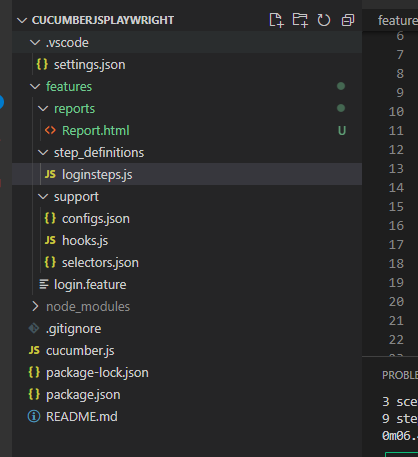 CUCUMBERJSPLAYWRIGHT
feature
.vscode
{} settings.json
features
reports
<> Report.html U
step_definitions
JS loginsteps.js
support
{} configs.json
JS hooks.js
{} selectors.json
login.feature
node_modules
.gitignore
JS cucumber.js
{} package-lock.json
{} package.json
README.md
6
7
8
9
10
11
12
13
14
15
16
17
18
19
20
21
22
PROBLE
3 sce
9 ste
0m06.